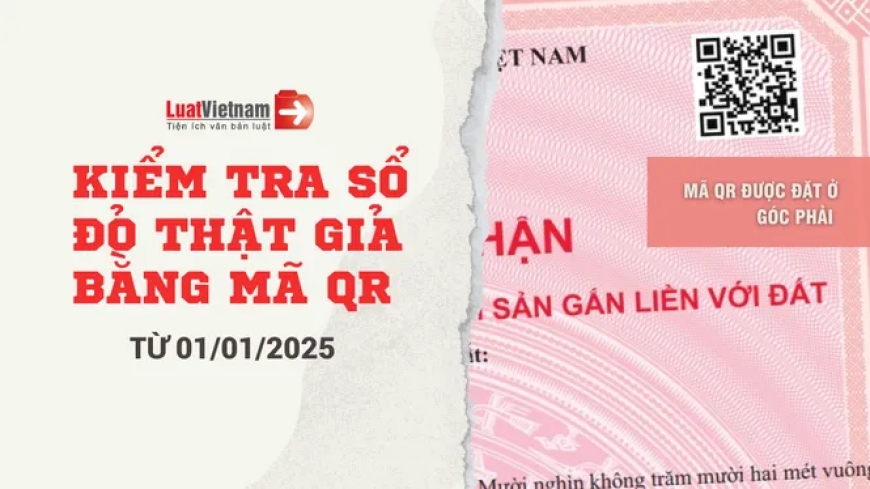 LuatVietnam
Tiện ích văn bản luật
KIỂM TRA SỔ
ĐỎ THẬT GIẢ
BẰNG MÃ QR
TỪ 01/01/2025
ỆT NAM
MÃ QR ĐƯỢC ĐẶT Ở
GÓC PHẢI
HẬN
SẢN GẮN LIỀN VỚI ĐẤT
ất:
Mười nghìn không trăm mười hai mét vuông